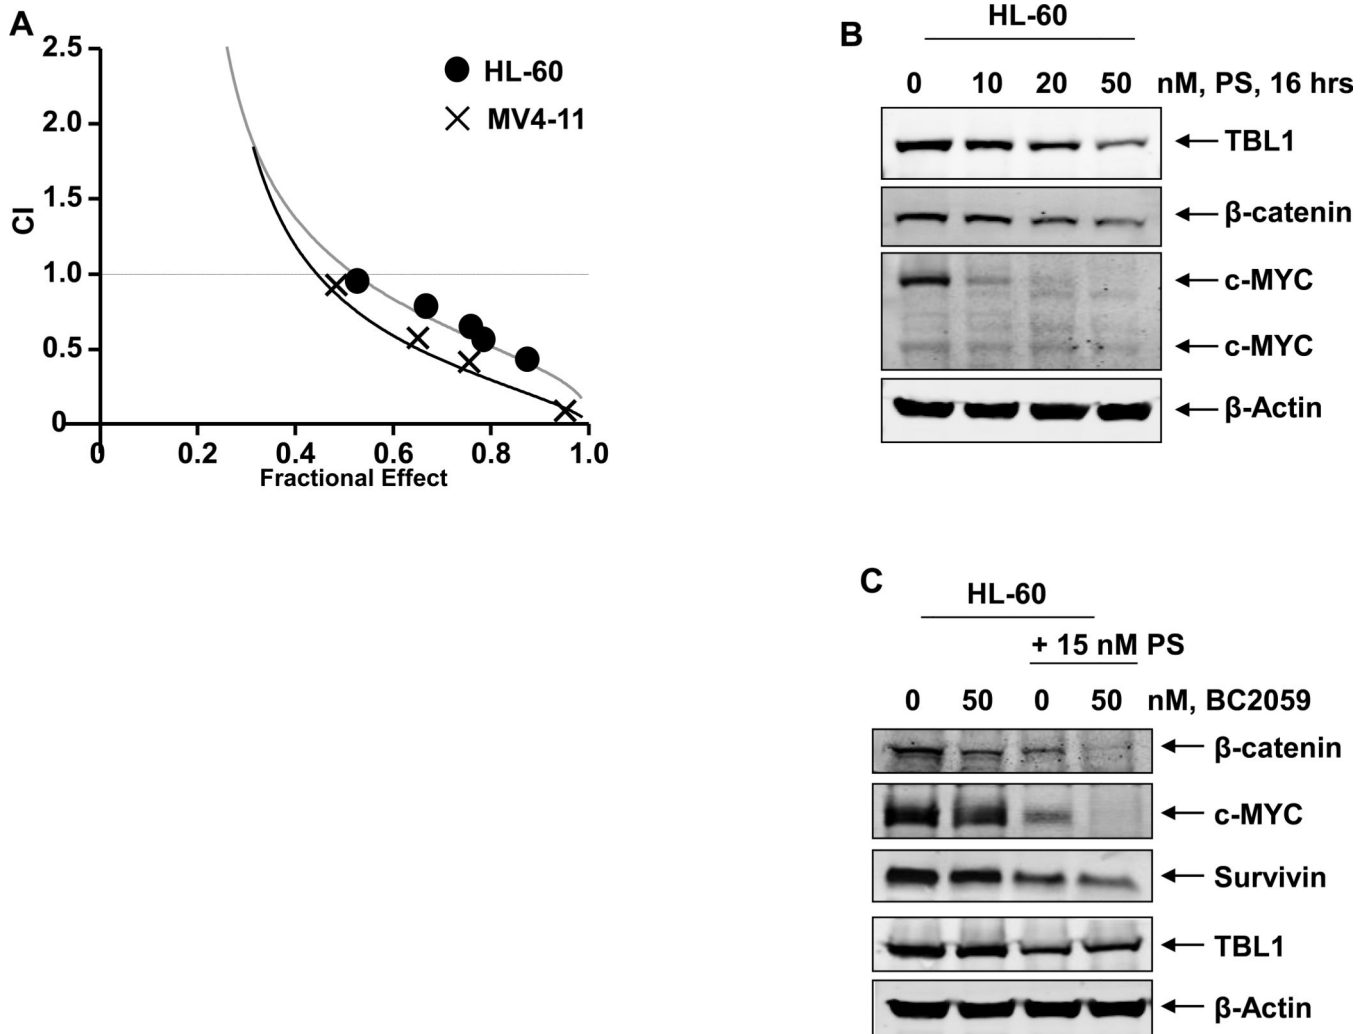 A
2.5
2.0
1.5
1.0
0.5
0
CI
0 0.2 0.4 0.6 0.8 1.0
Fractional Effect
HL-60
MV4-11
B
HL-60
0 10 20 50 nM, PS, 16 hrs
TBL1
β-catenin
c-MYC
c-MYC
β-Actin
C
HL-60
+ 15 nM PS
0 50 0 50 nM, BC2059
β-catenin
c-MYC
Survivin
TBL1
β-Actin